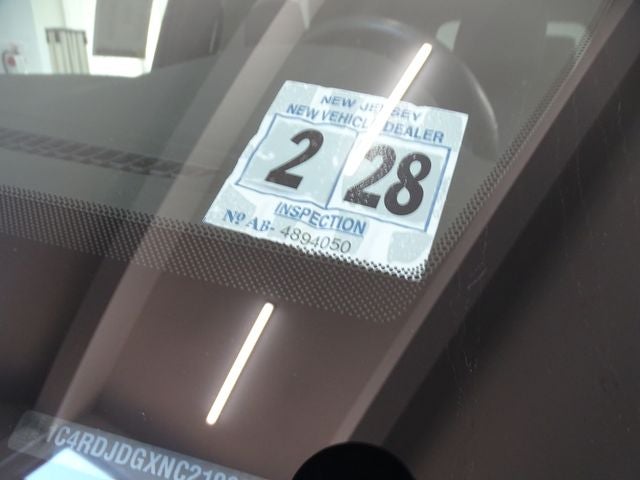 NEW JERSEY
NEW VEHICLE DEALER
2 28
INSPECTION
Nº AB- 4894050